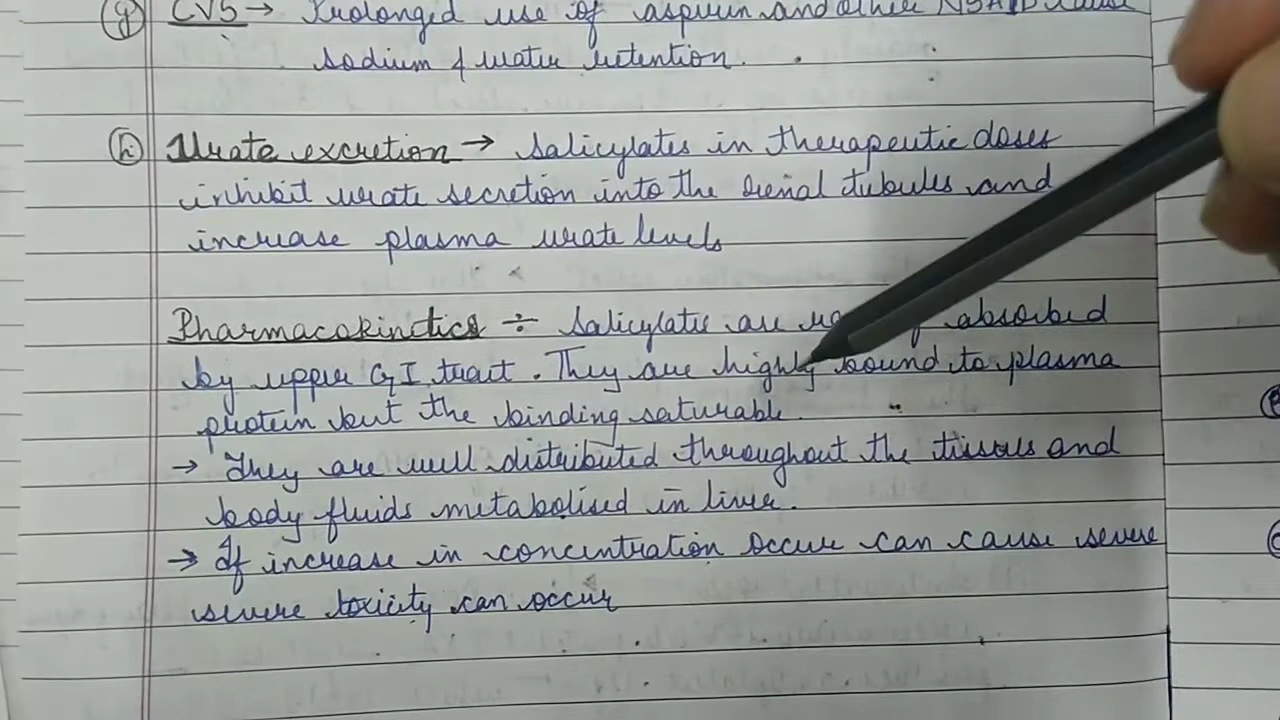 (g) CVS → Prolonged use of aspirin and other NSAID cause
sodium & water retention.
(h) Urate excretion → Salicylates in therapeutic doses
inhibit urate secretion into the renal tubules and
increase plasma urate levels
Pharmacokinetics ÷ Salicylates are absorbed
by upper GI tract. They are highly bound to plasma
protein but the binding saturable.
→ They are well distributed throughout the tissues and
body fluids metabolised in liver.
→ If increase in concentration occure can cause severe
severe toxicity can occur